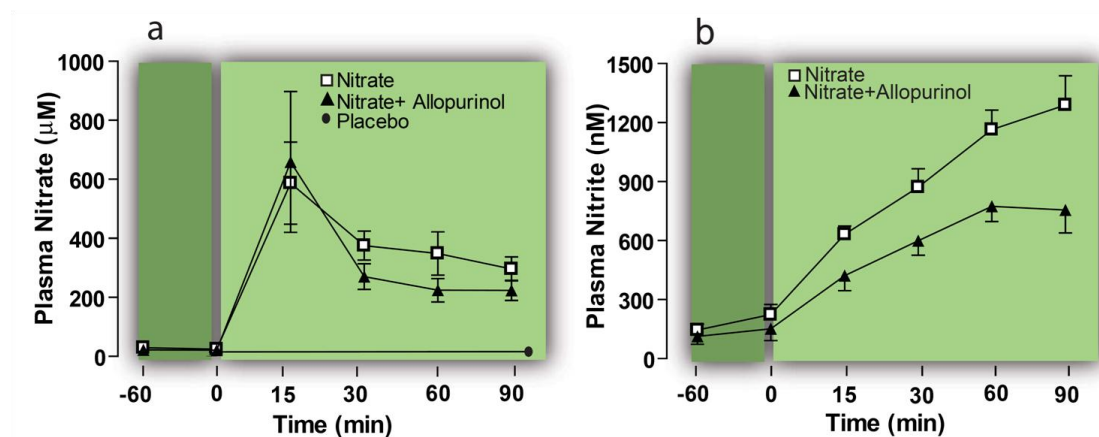 a
Plasma Nitrate (μM)
1000
800
600
400
200
0
Nitrate
Nitrate+ Allopurinol
Placebo
-60 0 15 30 60 90
Time (min)
b
Plasma Nitrite (nM)
1500
1200
900
600
300
0
Nitrate
Nitrate+Allopurinol
-60 0 15 30 60 90
Time (min)